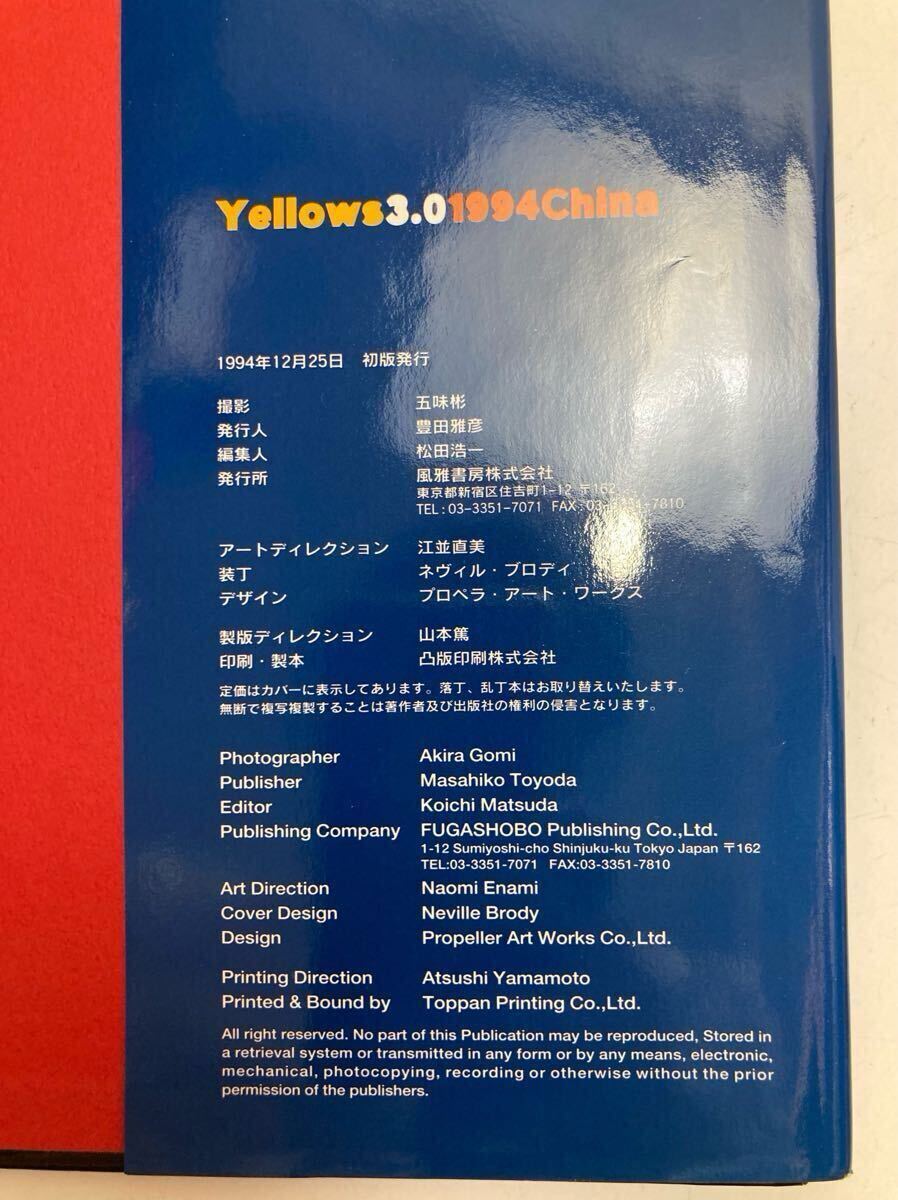 Yellows3.01994China
1994年12月25日 初版発行
撮影 五味彬
発行人 豊田雅彦
編集人 松田浩一
発行所 風雅書房株式会社
東京都新宿区住吉町1-12 〒162
TEL:03-3351-7071 FAX:03-3351-7810
アートディレクション 江並直美
装丁 ネヴィル・ブロディ
デザイン プロペラ・アート・ワークス
製版ディレクション 山本篤
印刷・製本 凸版印刷株式会社
定価はカバーに表示してあります。落丁、乱丁本はお取り替えいたします。
無断で複写複製することは著作者及び出版社の権利の侵害となります。
Photographer Akira Gomi
Publisher Masahiko Toyoda
Editor Koichi Matsuda
Publishing Company FUGASHOBO Publishing Co.,Ltd.
1-12 Sumiyoshi-cho Shinjuku-ku Tokyo Japan 〒162
TEL:03-3351-7071 FAX:03-3351-7810
Art Direction Naomi Enami
Cover Design Neville Brody
Design Propeller Art Works Co.,Ltd.
Printing Direction Atsushi Yamamoto
Printed & Bound by Toppan Printing Co.,Ltd.
All right reserved. No part of this Publication may be reproduced, Stored in
a retrieval system or transmitted in any form or by any means, electronic,
mechanical, photocopying, recording or otherwise without the prior
permission of the publishers.